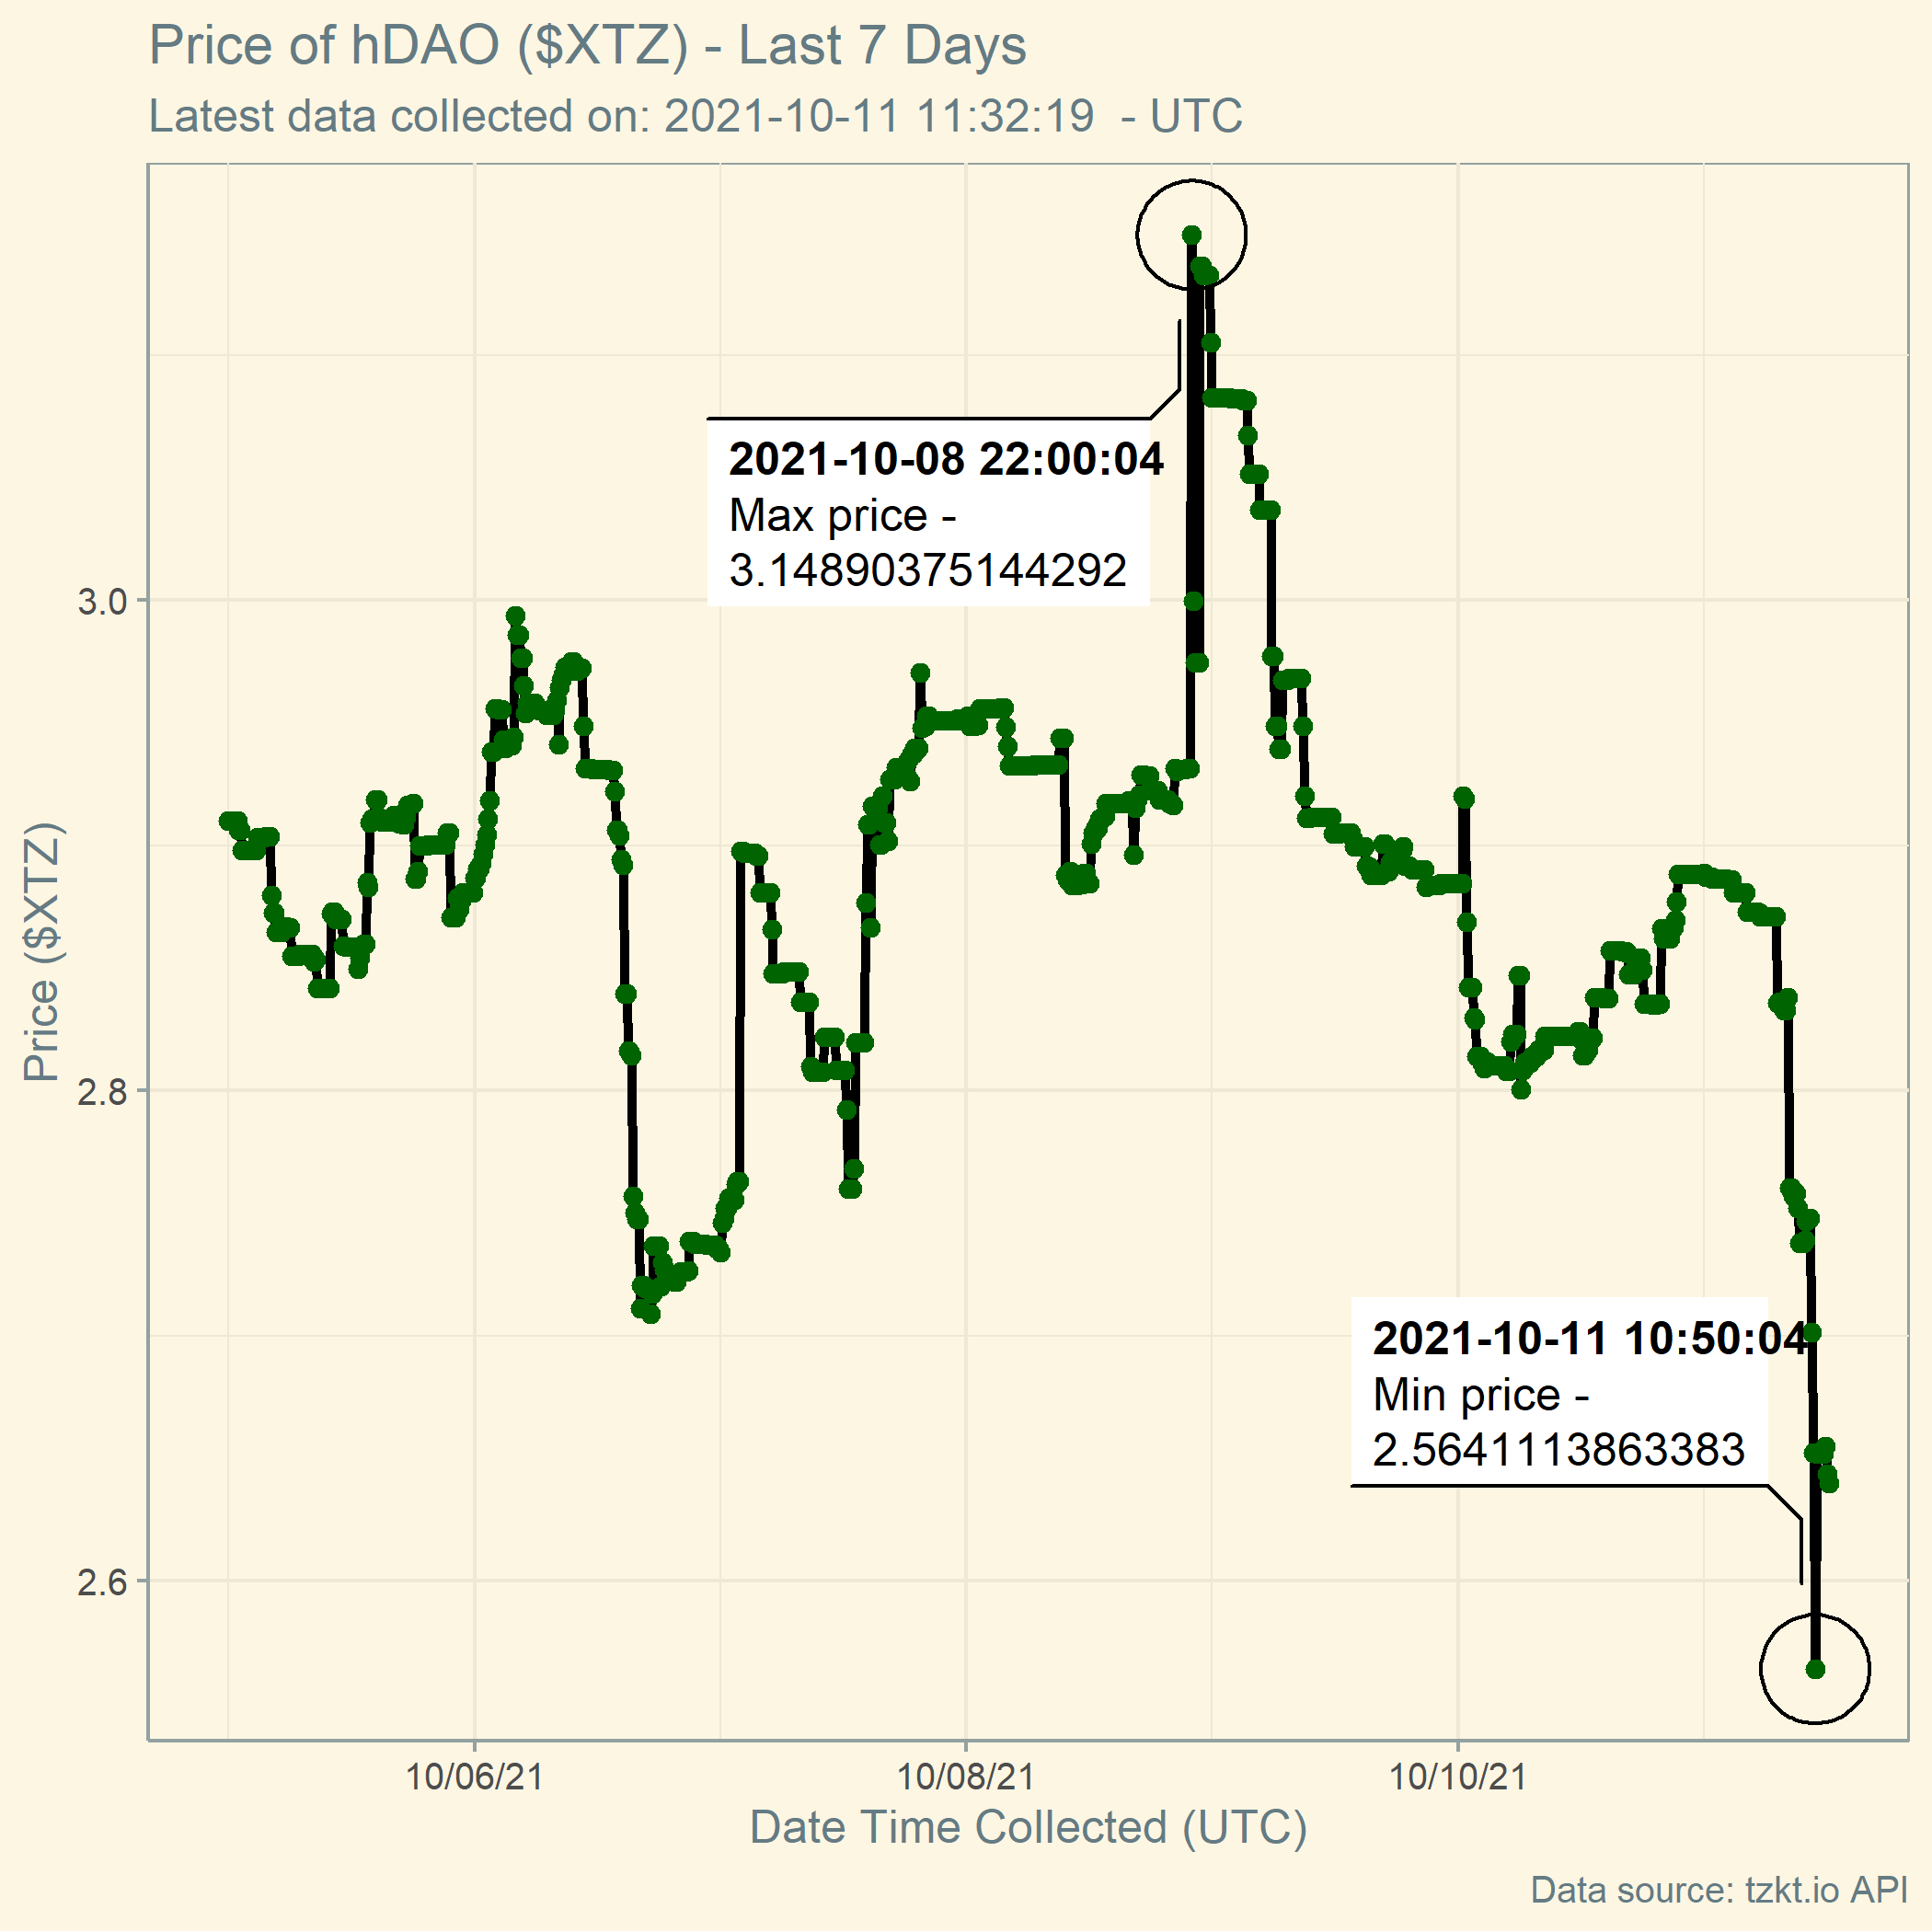 Price of hDAO ($XTZ) - Last 7 Days
Latest data collected on: 2021-10-11 11:32:19  - UTC
2021-10-08 22:00:04
Max price -
3.14890375144292
3.0
2.8
2.6
Price ($XTZ)
2021-10-11 10:50:04
Min price -
2.5641113863383
10/06/21
10/08/21
10/10/21
Date Time Collected (UTC)
Data source: tzkt.io API